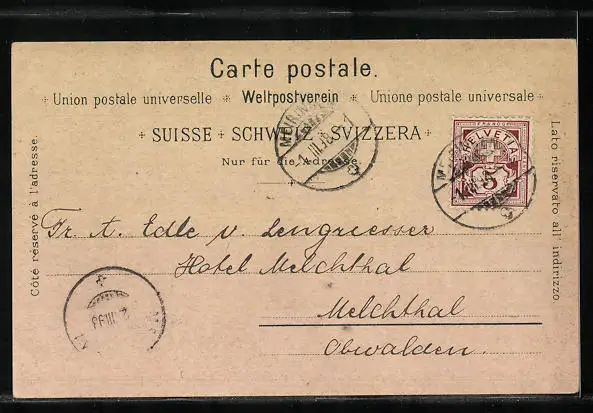 Carte postale.
Union postale universelle * Weltpostverein * Unione postale universale
SUISSE + SCHWEIZ + SVIZZERA
Nur für die Adresse.
Côté réservé à l'adresse.
Lato riservato all' indirizzo.
MEIRINGEN
HELVETIA
5
Fr. A. Edle v. Lengriesser
Hotel Melchthal
Melchthal
Obwalden.